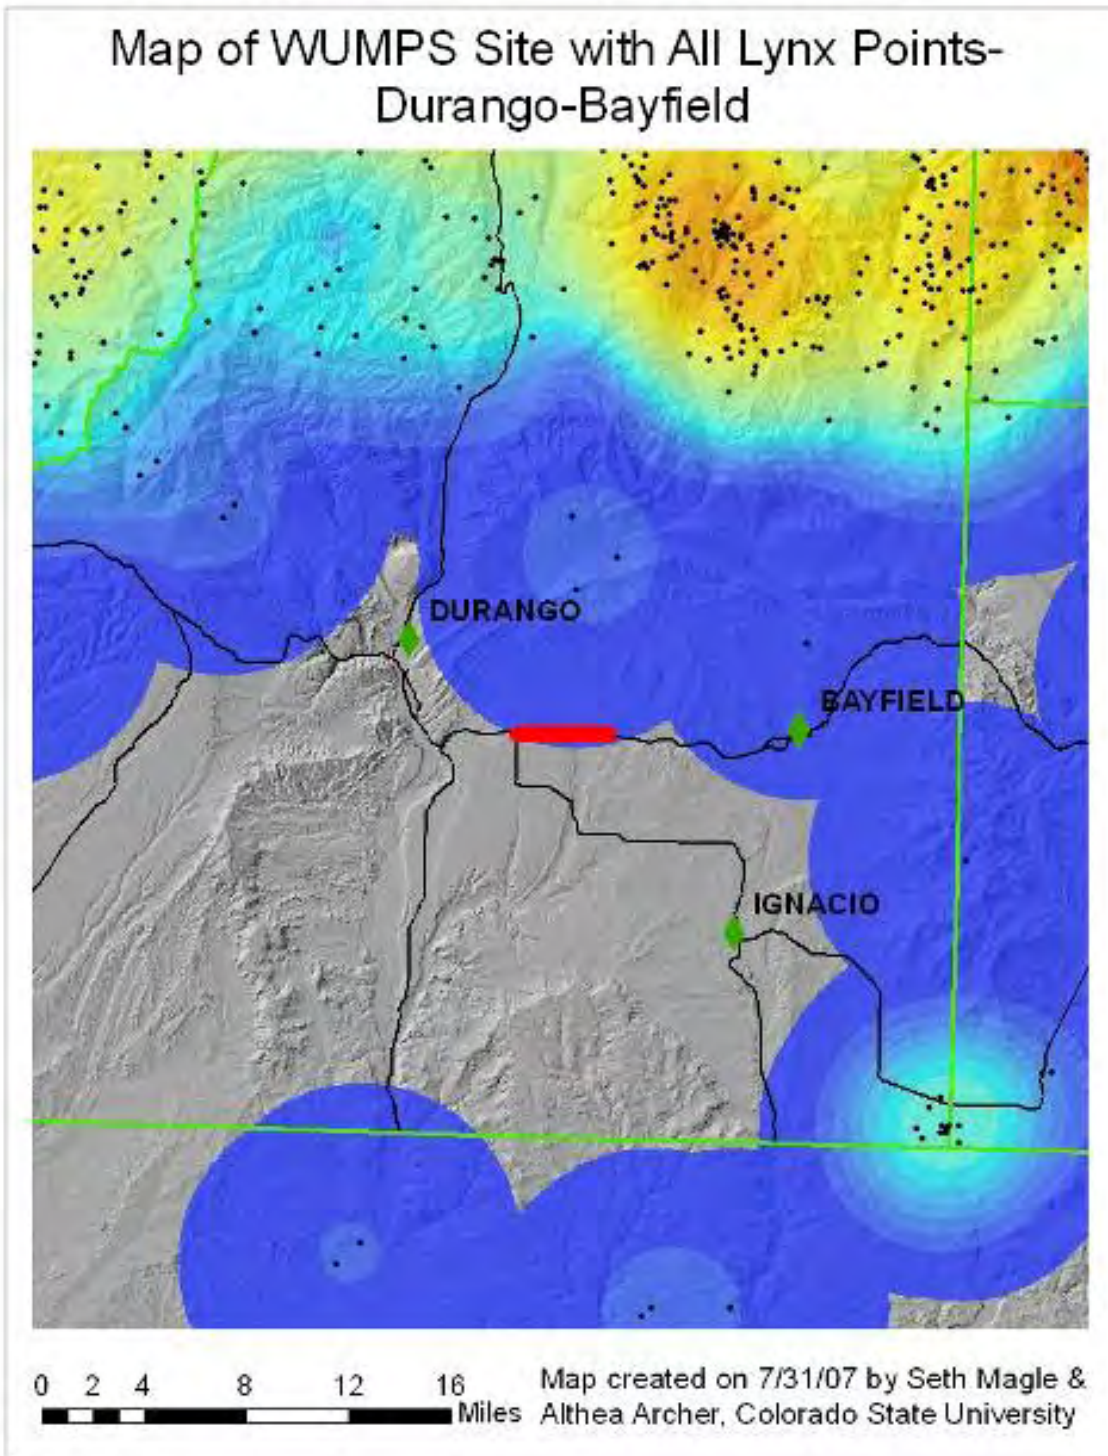 Map of WUMPS Site with All Lynx Points-
Durango-Bayfield
DURANGO
BAYFIELD
IGNACIO
0 2 4 8 12 16
Miles
Map created on 7/31/07 by Seth Magle &
Althea Archer, Colorado State University